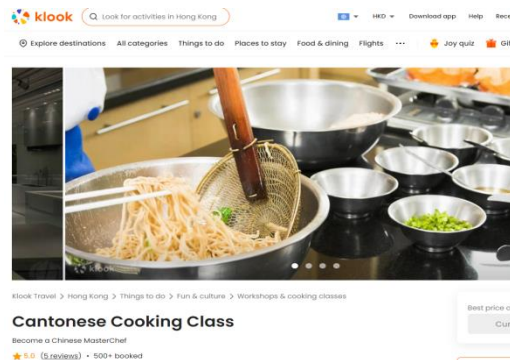 klook
Look for activities in Hong Kong
HKD
Download app
Help
Explore destinations
All categories
Things to do
Places to stay
Food & dining
Flights
Joy quiz
klook
Klook Travel > Hong Kong > Things to do > Fun & culture > Workshops & cooking classes
Cantonese Cooking Class
Become a Chinese MasterChef
5.0 (5 reviews) • 500+ booked
Best price